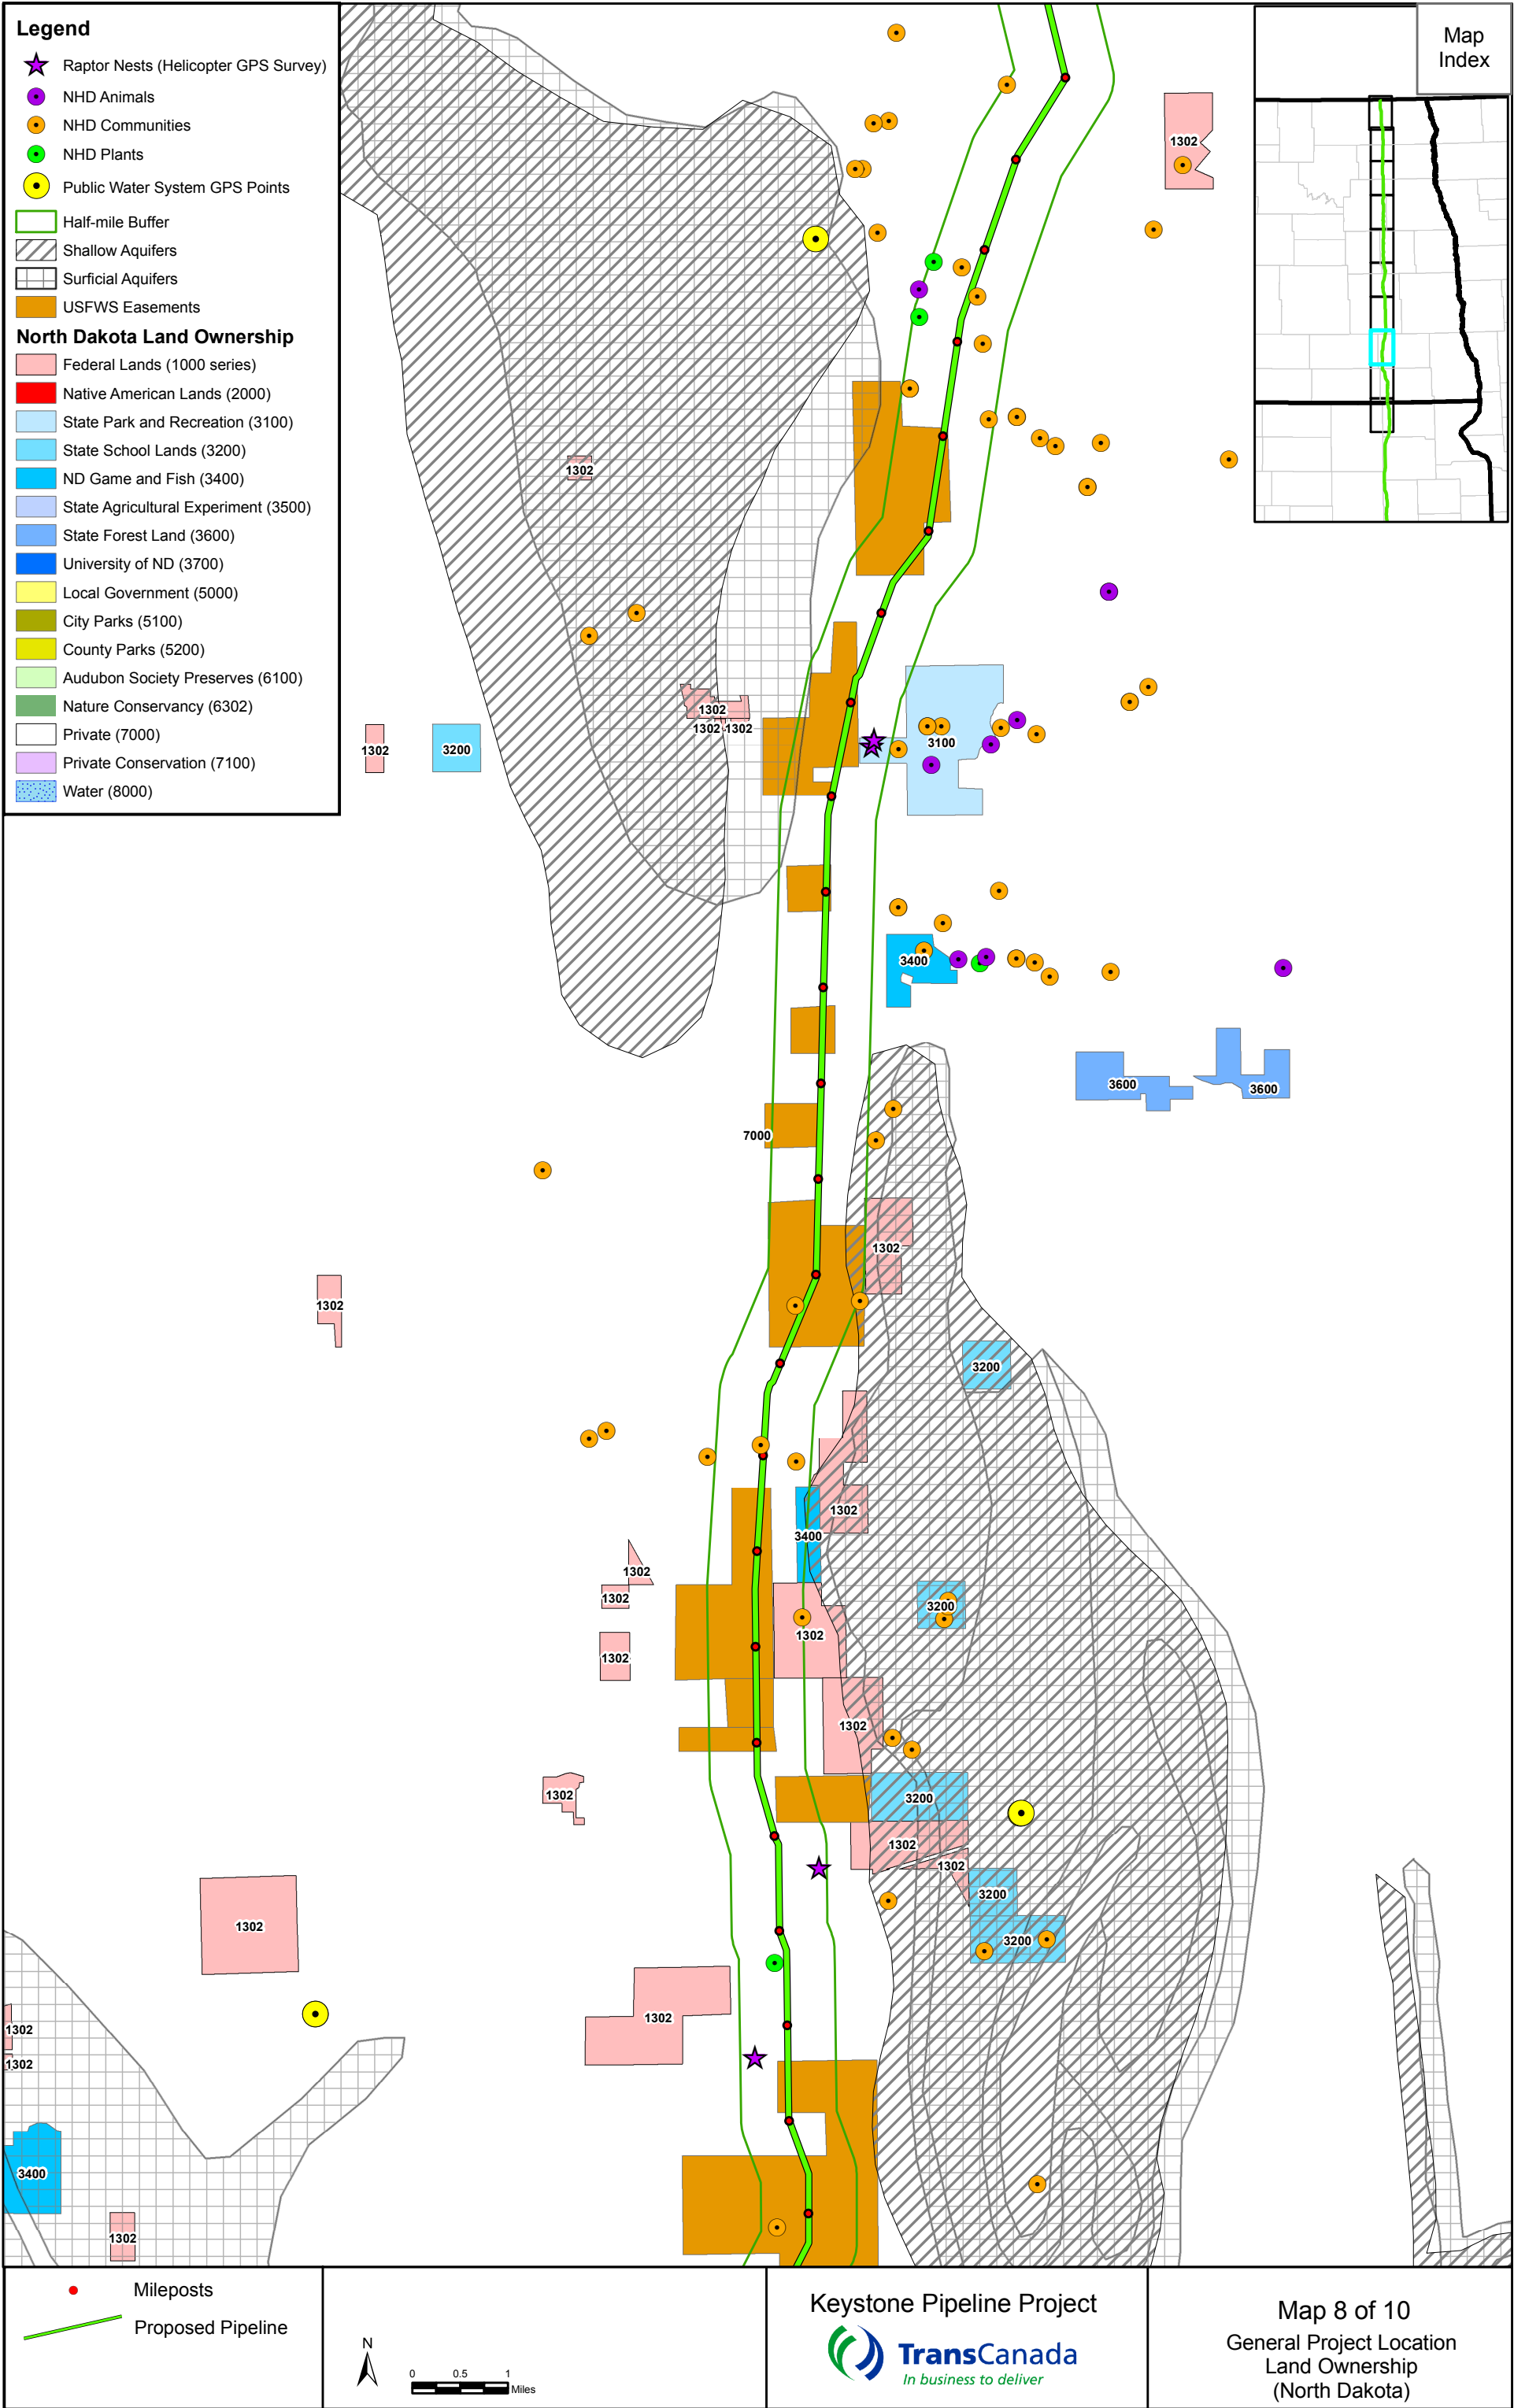 Legend
Raptor Nests (Helicopter GPS Survey)
NHD Animals
NHD Communities
NHD Plants
Public Water System GPS Points
Half-mile Buffer
Shallow Aquifers
Surficial Aquifers
USFWS Easements
North Dakota Land Ownership
Federal Lands (1000 series)
Native American Lands (2000)
State Park and Recreation (3100)
State School Lands (3200)
ND Game and Fish (3400)
State Agricultural Experiment (3500)
State Forest Land (3600)
University of ND (3700)
Local Government (5000)
City Parks (5100)
County Parks (5200)
Audubon Society Preserves (6100)
Nature Conservancy (6302)
Private (7000)
Private Conservation (7100)
Water (8000)
Map
Index
1302
1302
1302
1302 1302
3100
1302
3200
3400
3600
3600
7000
1302
1302
3200
1302
3400
1302
1302
3200
1302
1302
1302
1302
3200
1302
1302
1302
3200
1302
3200
1302
1302
1302
3400
1302
Mileposts
Proposed Pipeline
N
0 0.5 1
Miles
Keystone Pipeline Project
TransCanada
In business to deliver
Map 8 of 10
General Project Location
Land Ownership
(North Dakota)